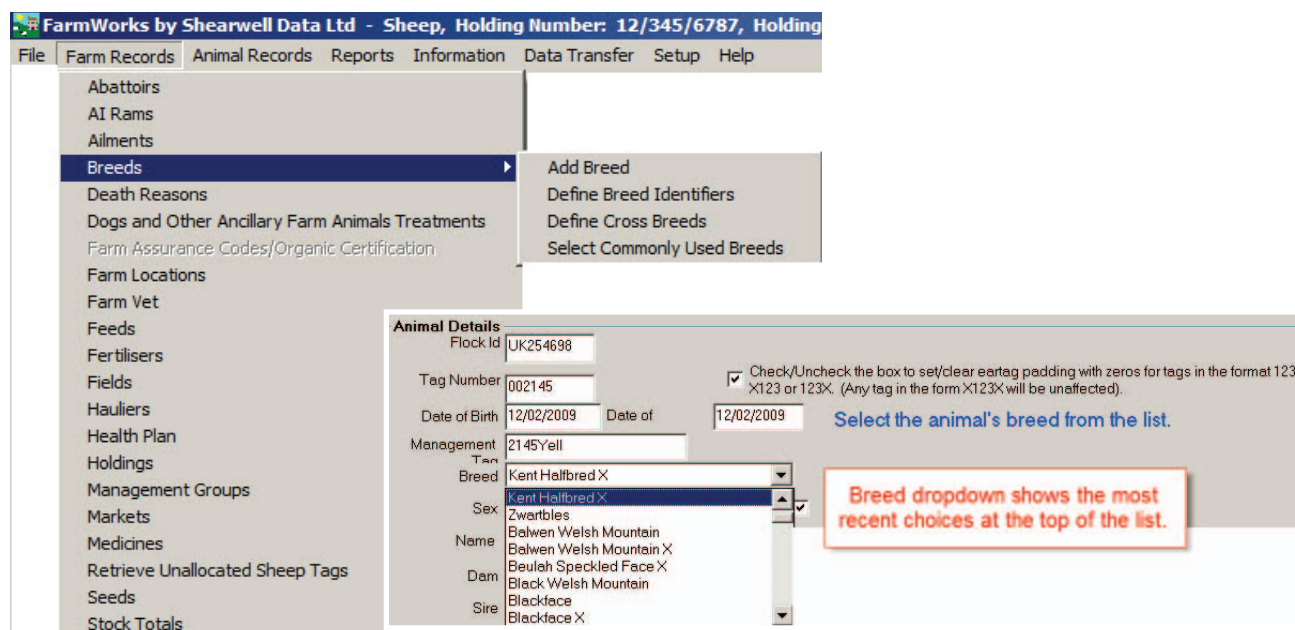 FarmWorks by Shearwell Data Ltd - Sheep, Holding Number: 12/345/6787, Holding
File Farm Records Animal Records Reports Information Data Transfer Setup Help
Abattoirs
AI Rams
Ailments
Breeds
Death Reasons
Dogs and Other Ancillary Farm Animals Treatments
Farm Assurance Codes/Organic Certification
Farm Locations
Farm Vet
Feeds
Fertilisers
Fields
Hauliers
Health Plan
Holdings
Management Groups
Markets
Medicines
Retrieve Unallocated Sheep Tags
Seeds
Stock Totals
Add Breed
Define Breed Identifiers
Define Cross Breeds
Select Commonly Used Breeds
Animal Details
Flock Id UK254698
Tag Number 002145
Check/Uncheck the box to set/clear eartag padding with zeros for tags in the format 123
X123 or 123X. (Any tag in the form X123X will be unaffected).
Date of Birth 12/02/2009 Date of 12/02/2009
Select the animal's breed from the list.
Management 2145Yell
Tag
Breed Kent Halfbred X
Sex
Name
Dam
Sire
Kent Halfbred X
Zwartbles
Balwen Welsh Mountain
Balwen Welsh Mountain X
Beulah Speckled Face X
Black Welsh Mountain
Blackface
Blackface X
Breed dropdown shows the most
recent choices at the top of the list.